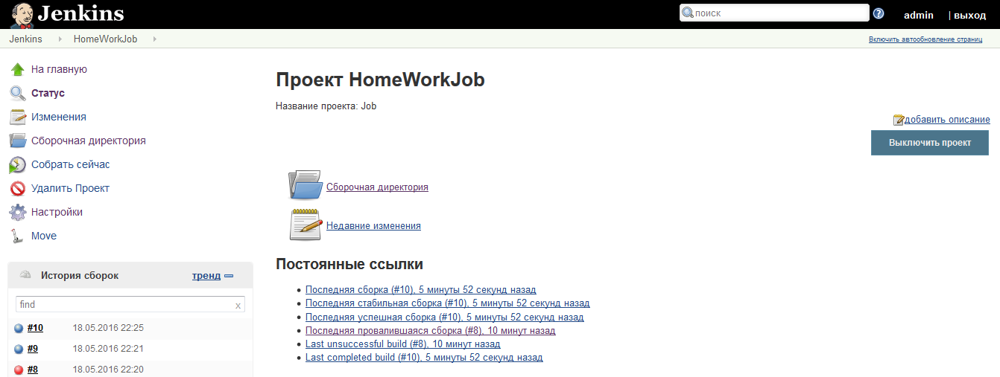 Jenkins
поиск
admin
| выход
Jenkins
HomeWorkJob
Включить автообновление страниц
На главную
Статус
Изменения
Сборочная директория
Собрать сейчас
Удалить Проект
Настройки
Move
История сборок
тренд
find
x
#10 18.05.2016 22:25
#9 18.05.2016 22:21
#8 18.05.2016 22:20
Проект HomeWorkJob
Название проекта: Job
добавить описание
Выключить проект
Сборочная директория
Недавние изменения
Постоянные ссылки
Последняя сборка (#10), 5 минуты 52 секунд назад
Последняя стабильная сборка (#10), 5 минуты 52 секунд назад
Последняя успешная сборка (#10), 5 минуты 52 секунд назад
Последняя провалившаяся сборка (#8), 10 минут назад
Last unsuccessful build (#8), 10 минут назад
Last completed build (#10), 5 минуты 52 секунд назад